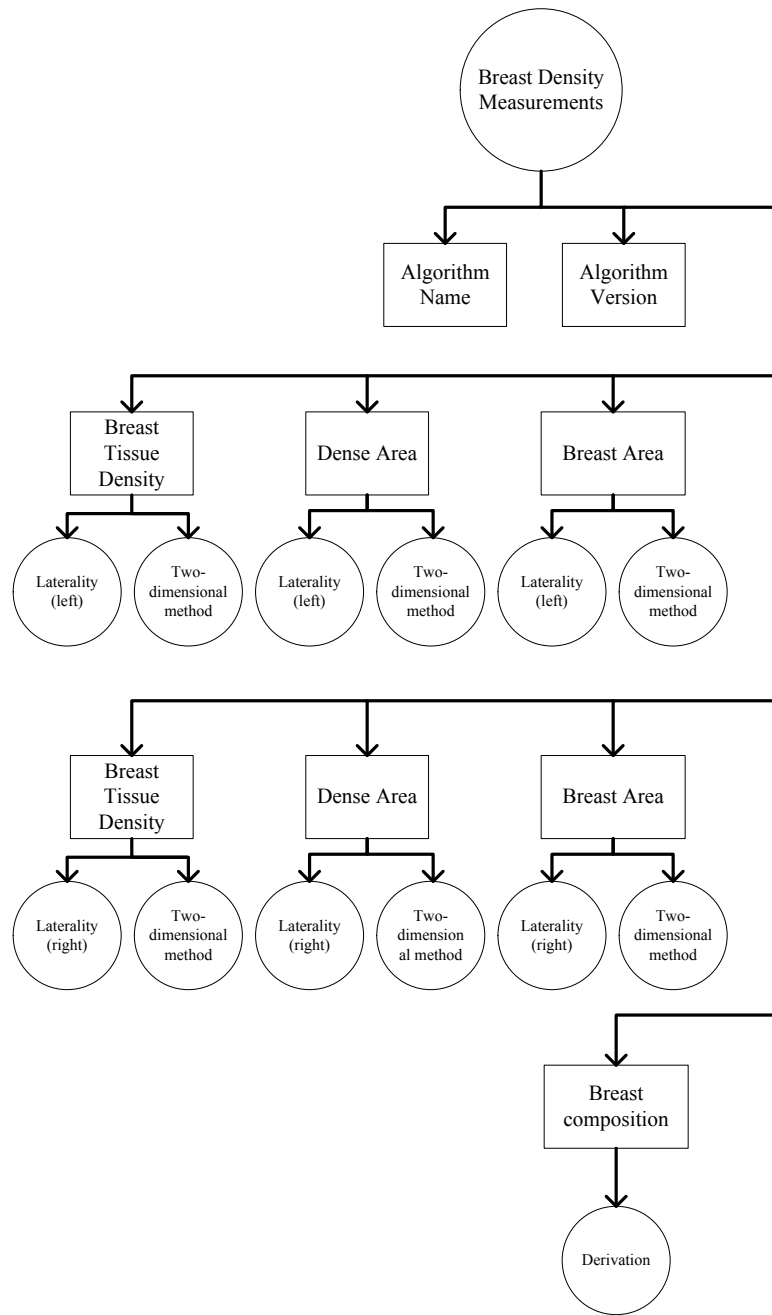 Breast Density
Measurements
Algorithm
Name
Algorithm
Version
Breast
Tissue
Density
Dense Area
Breast Area
Laterality
(left)
Two-
dimensional
method
Laterality
(left)
Two-
dimensional
method
Laterality
(left)
Two-
dimensional
method
Breast
Tissue
Density
Dense Area
Breast Area
Laterality
(right)
Two-
dimensional
method
Laterality
(right)
Two-
dimension
al method
Laterality
(right)
Two-
dimensional
method
Breast
composition
Derivation